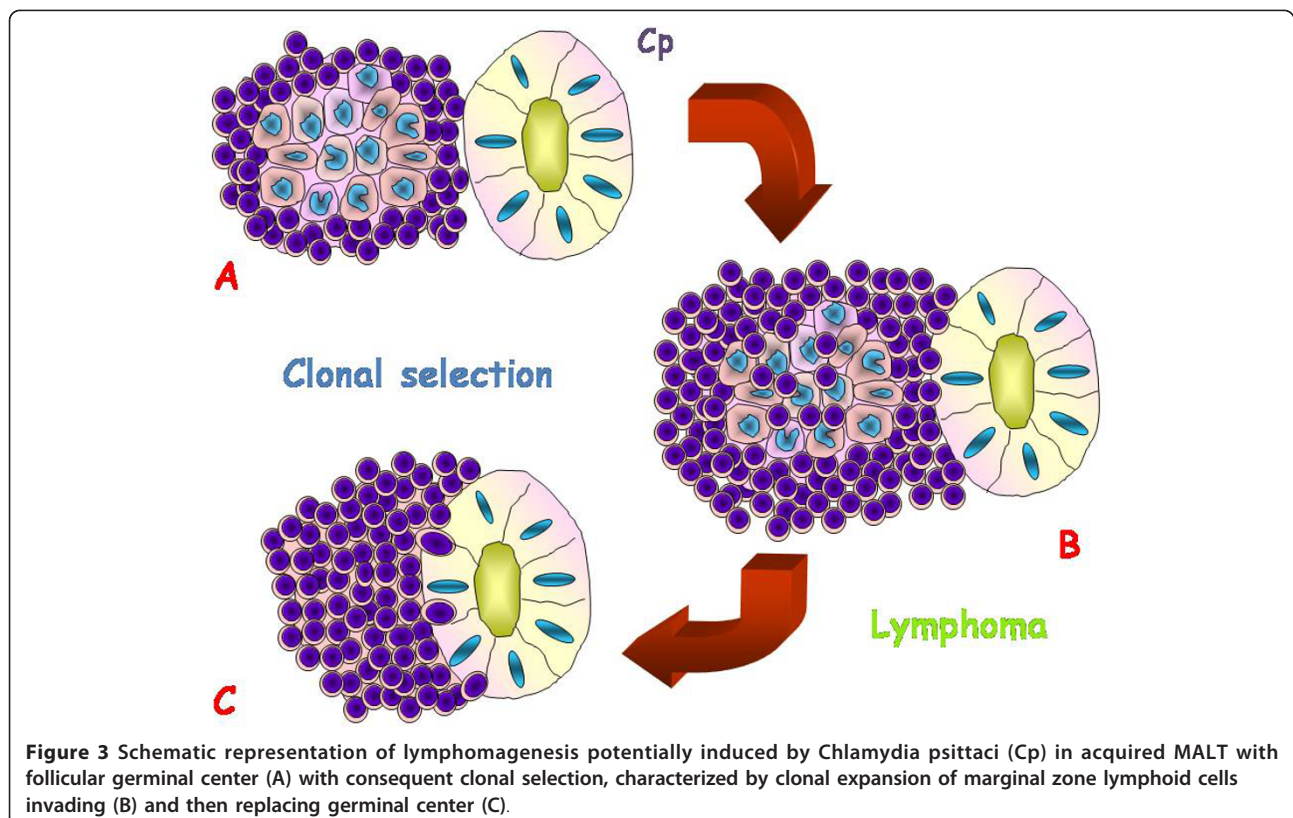 Cp
A
Clonal selection
B
Lymphoma
C
Figure 3 Schematic representation of lymphomagenesis potentially induced by Chlamydia psittaci (Cp) in acquired MALT with
follicular germinal center (A) with consequent clonal selection, characterized by clonal expansion of marginal zone lymphoid cells
invading (B) and then replacing germinal center (C).